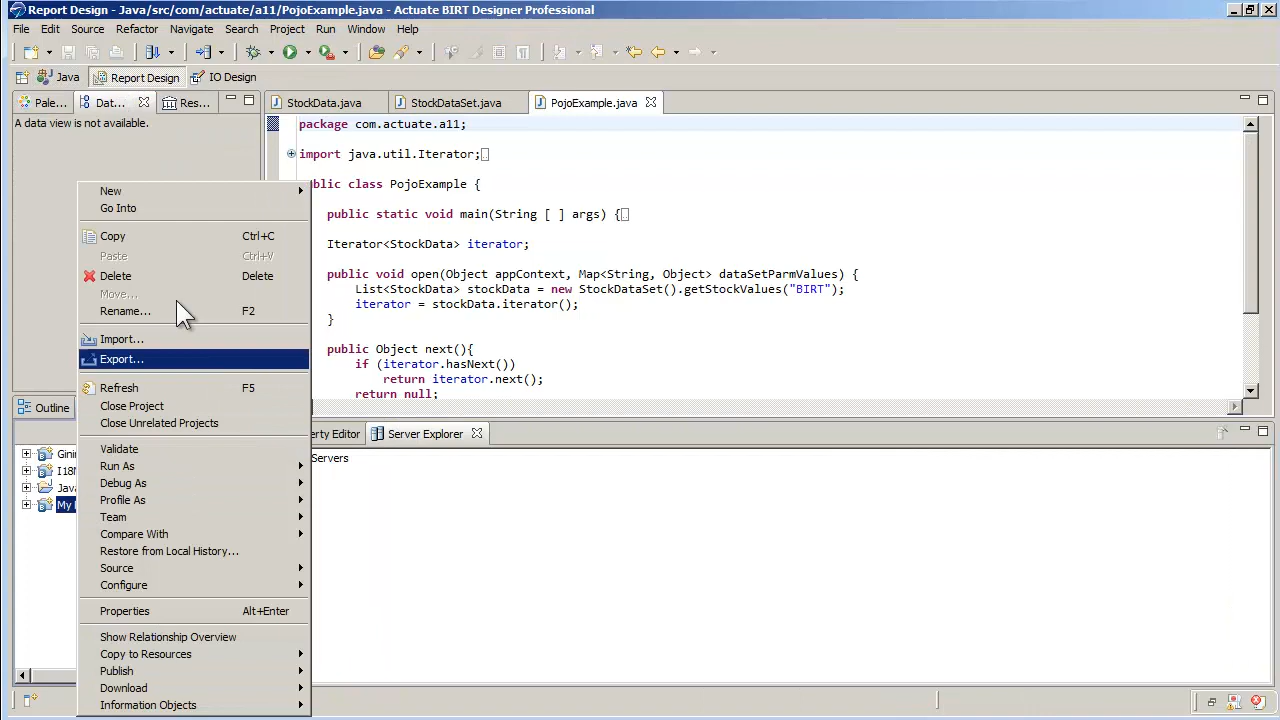 Report Design - Java/src/com/actuate/a11/PojoExample.java - Actuate BIRT Designer Professional
File Edit Source Refactor Navigate Search Project Run Window Help
Java Report Design IO Design
Pale... Dat... Res... StockData.java StockDataSet.java PojoExample.java
A data view is not available.
package com.actuate.a11;
import java.util.Iterator;
blic class PojoExample {
public static void main(String [ ] args) {
Iterator<StockData> iterator;
public void open(Object appContext, Map<String, Object> dataSetParmValues) {
List<StockData> stockData = new StockDataSet().getStockValues("BIRT");
iterator = stockData.iterator();
}
public Object next(){
if (iterator.hasNext())
return iterator.next();
return null;
New
Go Into
Copy Ctrl+C
Paste Ctrl+V
Delete Delete
Move...
Rename... F2
Import...
Export...
Refresh F5
Close Project
Close Unrelated Projects
Validate
Run As
Debug As
Profile As
Team
Compare With
Restore from Local History...
Source
Configure
Properties Alt+Enter
Show Relationship Overview
Copy to Resources
Publish
Download
Information Objects
Outline
Gini
I18N
Java
My
erty Editor Server Explorer
Servers